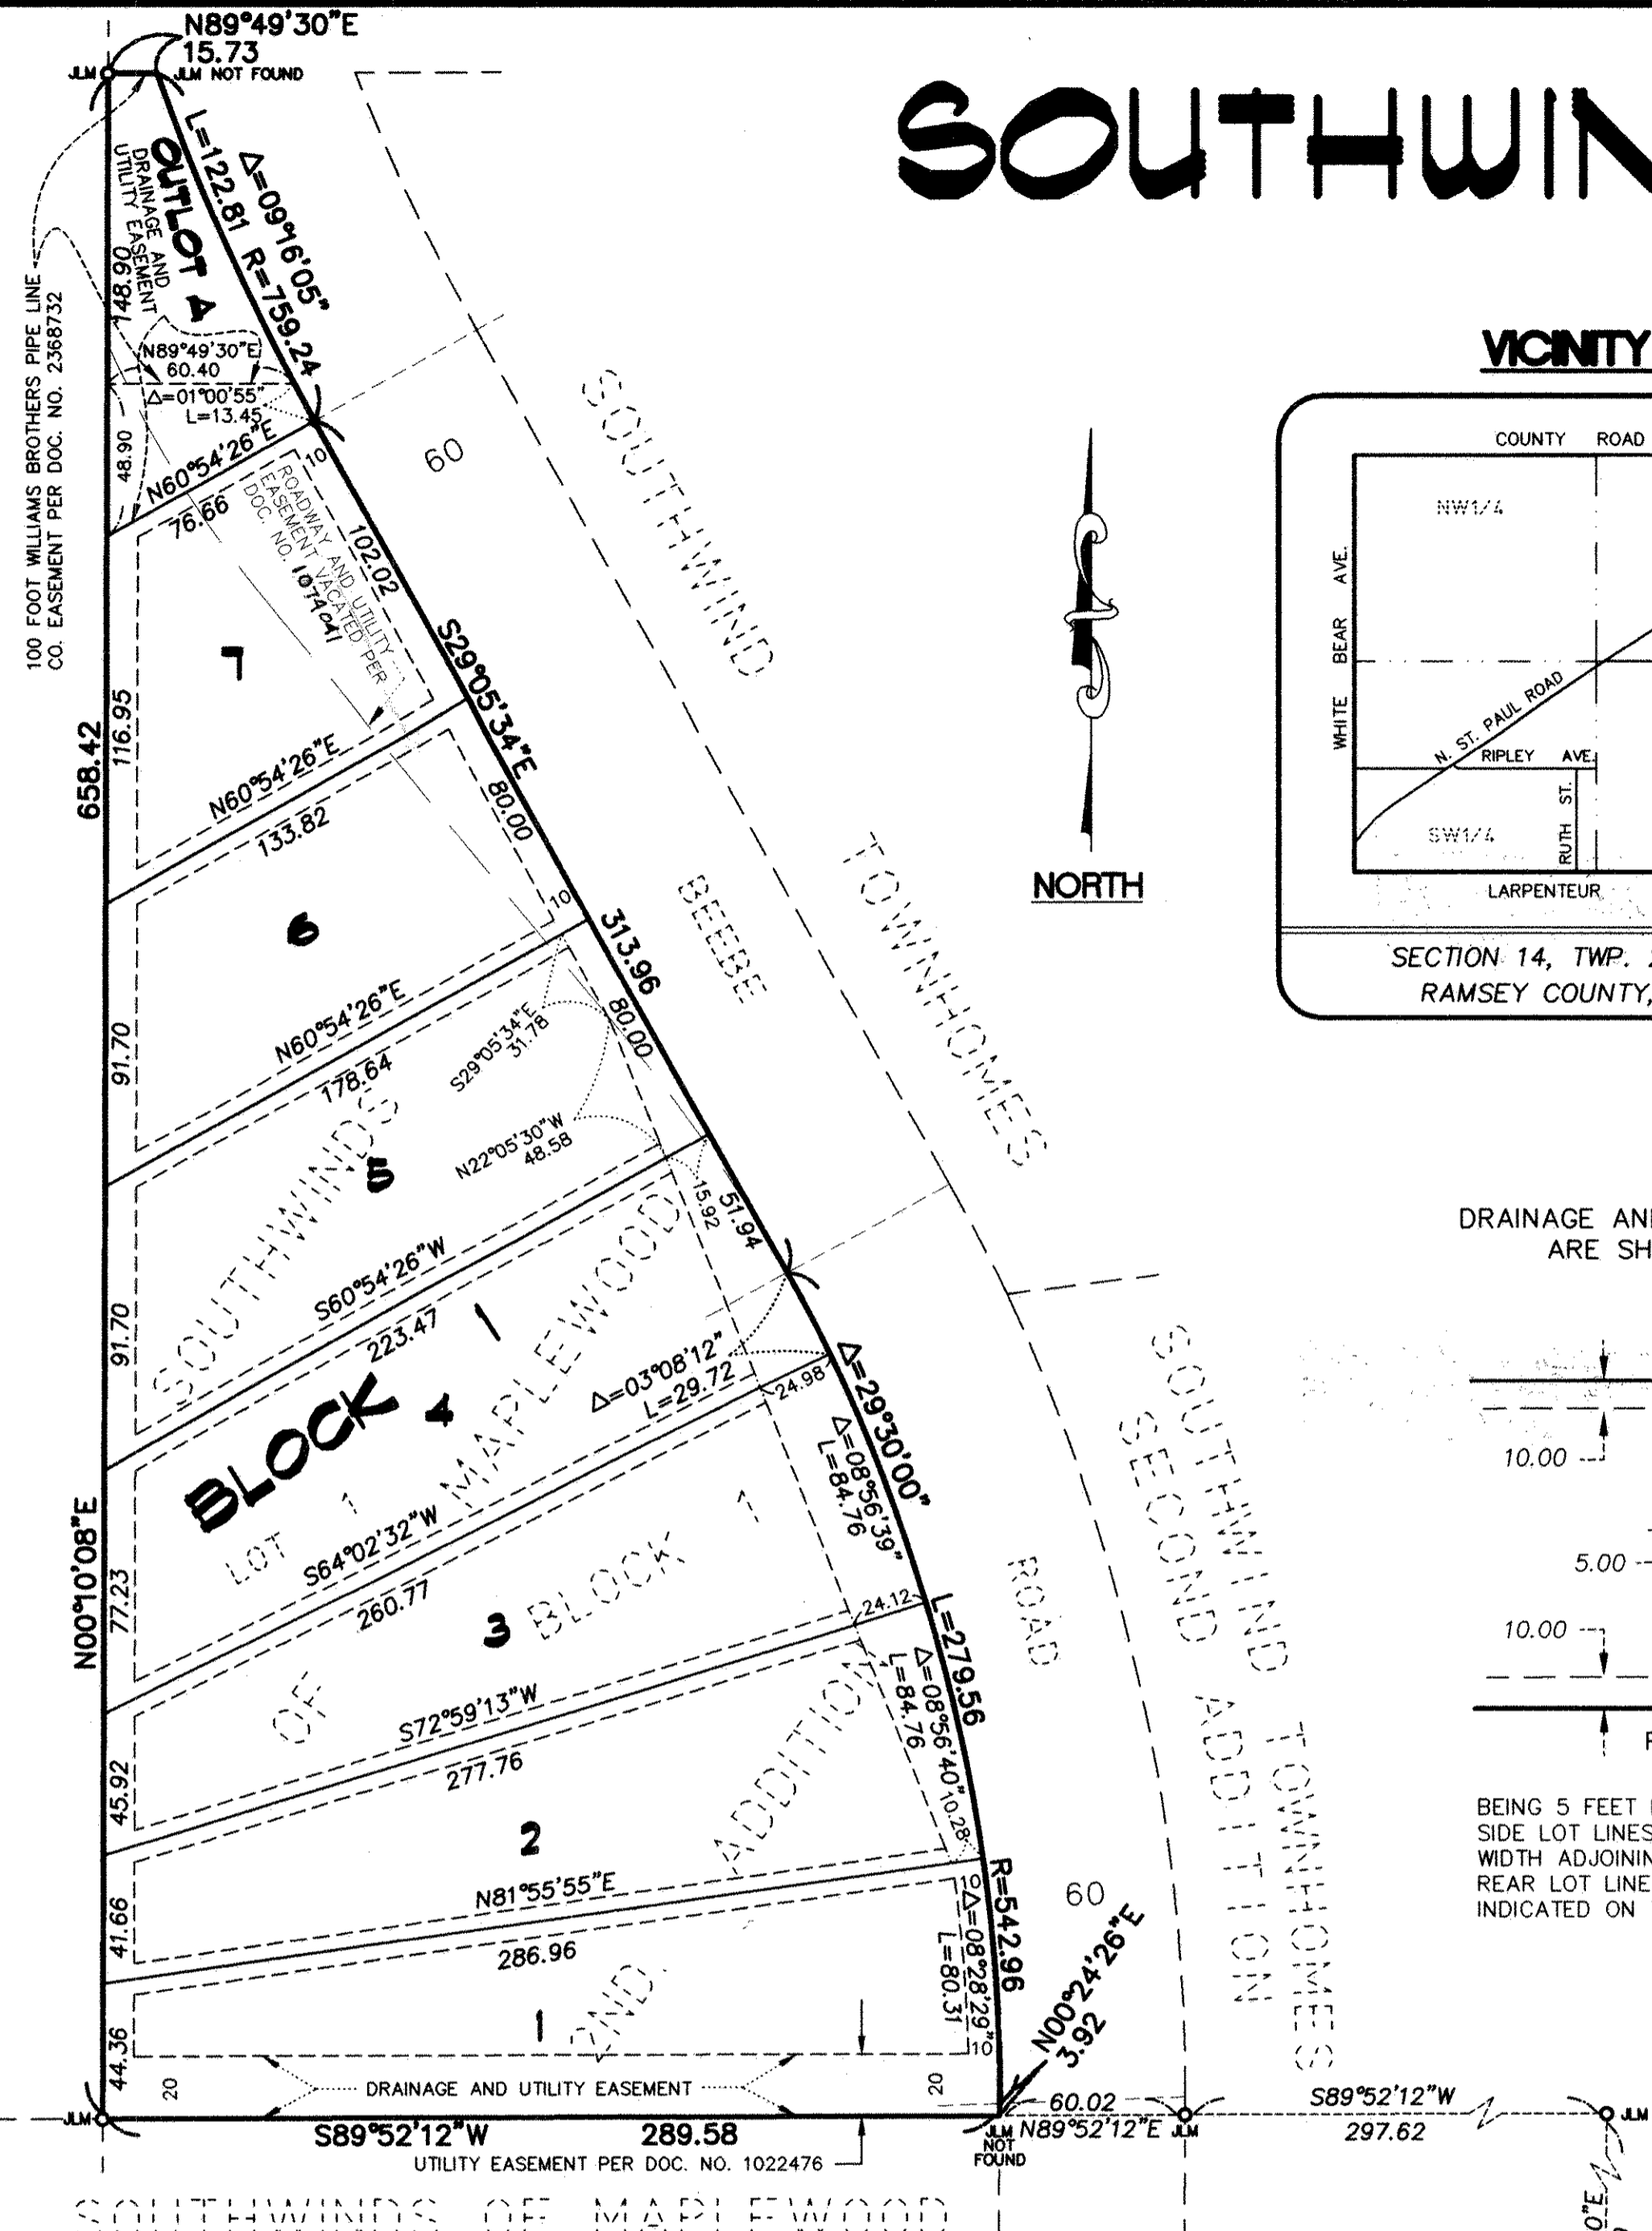 N89°49'30"E
15.73
JLM
JLM NOT FOUND
SOUTHWIN
Δ=09°16'05"
L=122.81 R=759.24
OUTLOT A
DRAINAGE AND
UTILITY EASEMENT
148.90
100 FOOT WILLIAMS BROTHERS PIPE LINE
CO. EASEMENT PER DOC. NO. 2368732
N89°49'30"E
60.40
Δ=01°00'55"
L=13.45
48.90
N60°54'26"E
76.66
10
ROADWAY AND UTILITY
EASEMENT VACATED PER
DOC. NO. 1074041
102.02
60
SOUTHWIND
TOWNHOMES
VICINITY
COUNTY ROAD
NW1/4
WHITE BEAR AVE.
N. ST. PAUL ROAD
RIPLEY AVE.
RUTH ST.
SW1/4
LARPENTEUR
SECTION 14, TWP.
RAMSEY COUNTY,
NORTH
7
116.95
658.42
S29°05'34"E
N60°54'26"E
133.82
80.00
6
10
313.96
BEEBE
N60°54'26"E
178.64
91.70
80.00
S29°05'34"E
31.78
N22°05'30"W
48.58
5
SOUTHWINDS
15.92
51.94
S60°54'26"W
223.47
91.70
DRAINAGE AN
ARE SH
BLOCK 1
4
MAPLEWOOD
Δ=03°08'12"
L=29.72
24.98
Δ=29°30'00"
Δ=08°56'39"
L=84.76
SOUTHWIND TOWNHOMES
SECOND ADDITION
10.00
5.00
10.00
LOT 1
BLOCK 1
S64°02'32"W
260.77
N00°10'08"E
77.23
3
ROAD
24.12
L=279.56
OF
S72°59'13"W
277.76
Δ=08°56'40"
L=84.76
45.92
2
ADDITION
10.28
N81°55'55"E
286.96
41.66
R=542.96
10
Δ=08°28'29"
L=80.31
60
BEING 5 FEET
SIDE LOT LINES
WIDTH ADJOININ
REAR LOT LINE
INDICATED ON
N00°24'26"E
3.92
1
2ND.
10
44.36
20
DRAINAGE AND UTILITY EASEMENT
20
JLM
S89°52'12"W
289.58
60.02
N89°52'12"E
JLM
NOT
FOUND
JLM
S89°52'12"W
297.62
JLM
UTILITY EASEMENT PER DOC. NO. 1022476
SOUTHWINDS OF MAPLEWOOD
0"E